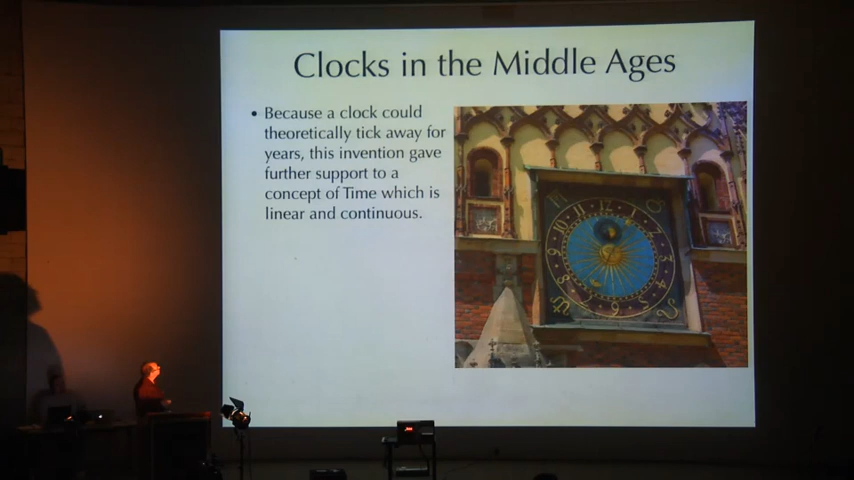 Clocks in the Middle Ages
• Because a clock could
theoretically tick away for
years, this invention gave
further support to a
concept of Time which is
linear and continuous.